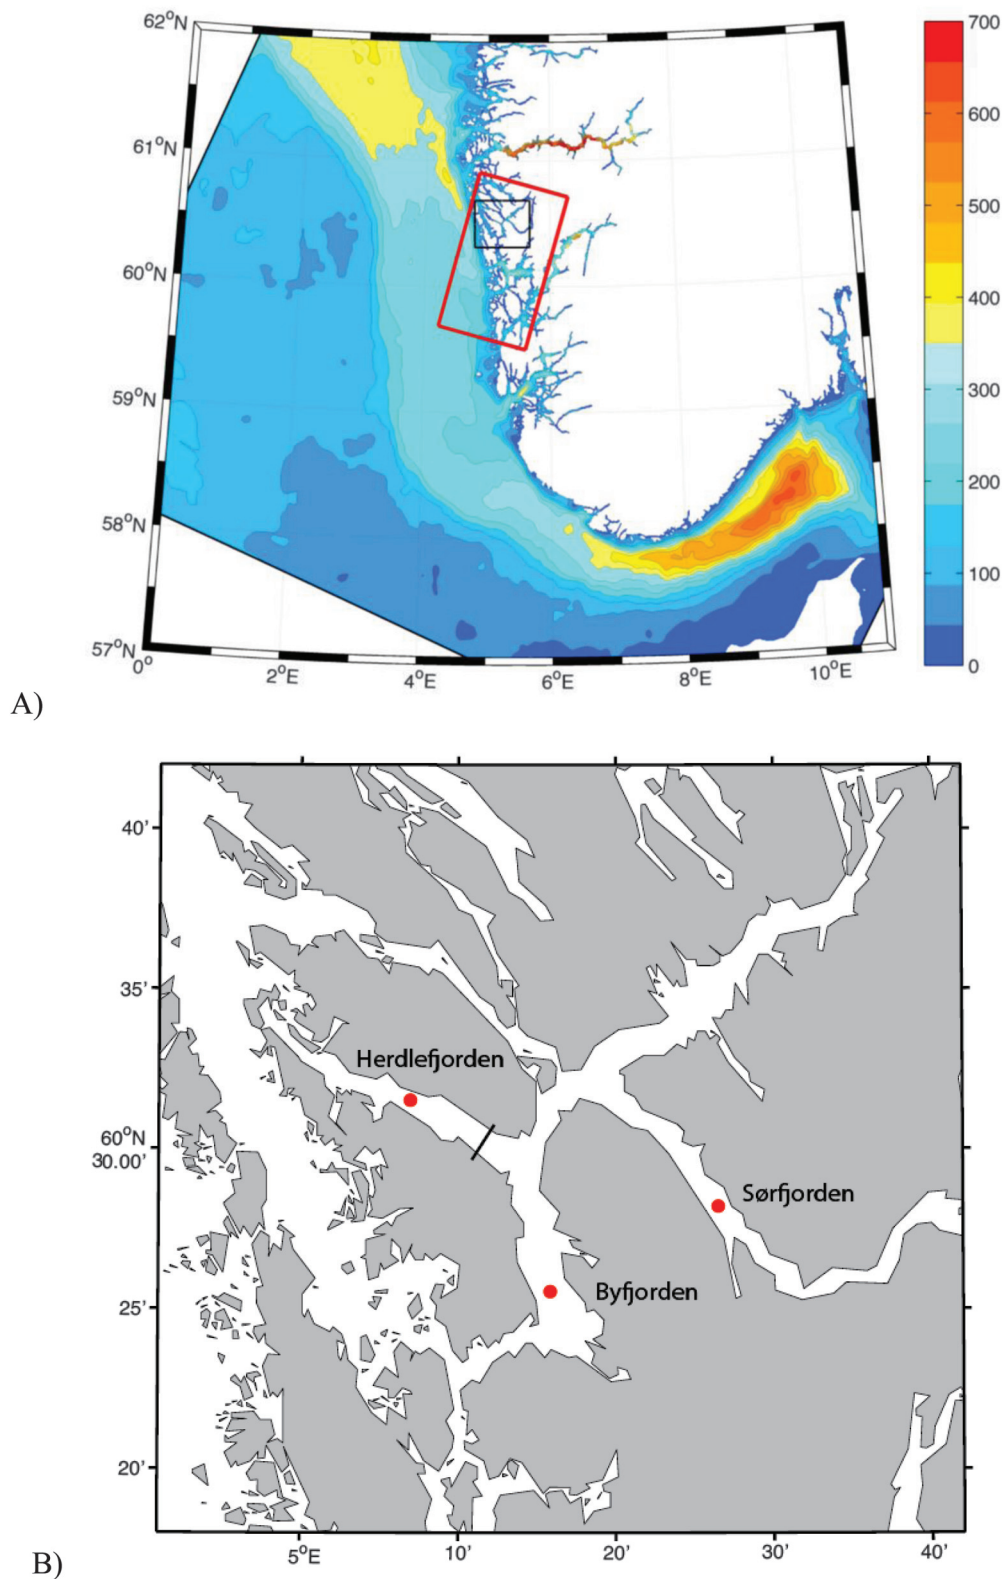 62°N
61°N
60°N
59°N
58°N
57°N
0°
2°E
4°E
6°E
8°E
10°E
700
600
500
400
300
200
100
0
A)
40'
35'
60°N
30.00'
25'
20'
Herdlefjorden
Sørfjorden
Byfjorden
5°E
10'
20'
30'
40'
B)